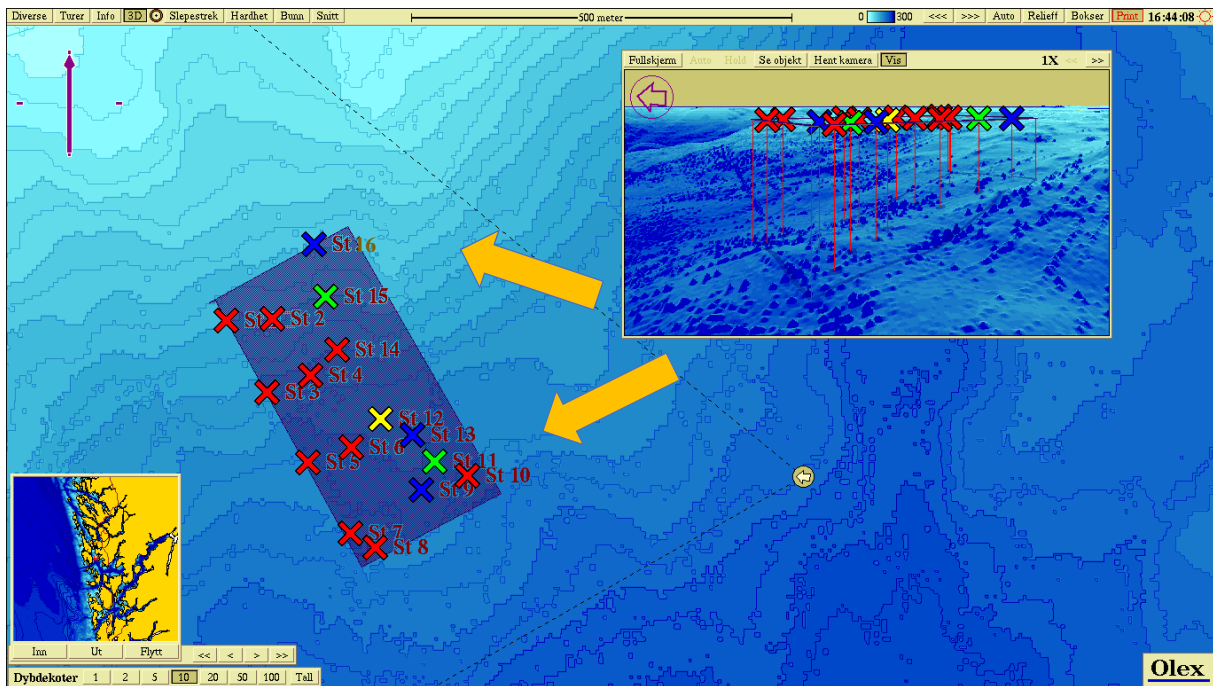 Diverse Turer Info 3D Slepestrek Hardhet Bunn Snitt 500 meter 0 300 <<< >>> Auto Relieff Bokser Print 16:44:08
Fullskjerm Auto Hold Se objekt Hent kamera Vis 1X << >>
St 16
St 15
St 2
St 14
St 4
St 3
St 12
St 13
St 6
St 5
St 11
St 10
St 9
St 7
St 8
Inn Ut Flytt << < > >>
Dybdekoter 1 2 5 10 20 50 100 Tall
Olex